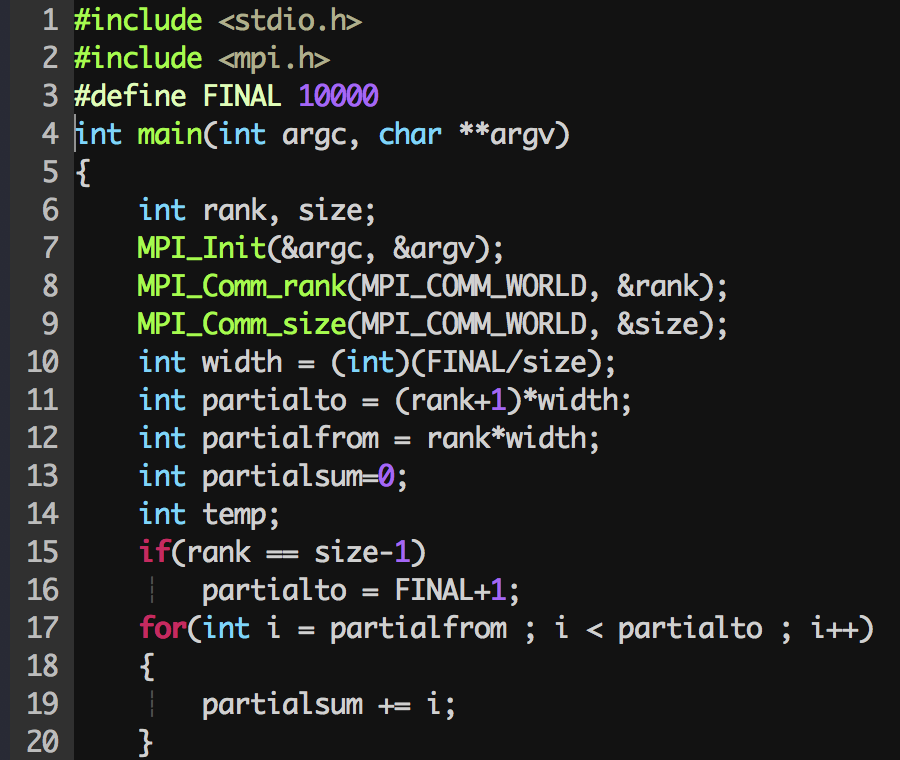 1 #include <stdio.h>
2 #include <mpi.h>
3 #define FINAL 10000
4 int main(int argc, char **argv)
5 {
6     int rank, size;
7     MPI_Init(&argc, &argv);
8     MPI_Comm_rank(MPI_COMM_WORLD, &rank);
9     MPI_Comm_size(MPI_COMM_WORLD, &size);
10     int width = (int)(FINAL/size);
11     int partialto = (rank+1)*width;
12     int partialfrom = rank*width;
13     int partialsum=0;
14     int temp;
15     if(rank == size-1)
16         partialto = FINAL+1;
17     for(int i = partialfrom ; i < partialto ; i++)
18     {
19         partialsum += i;
20     }